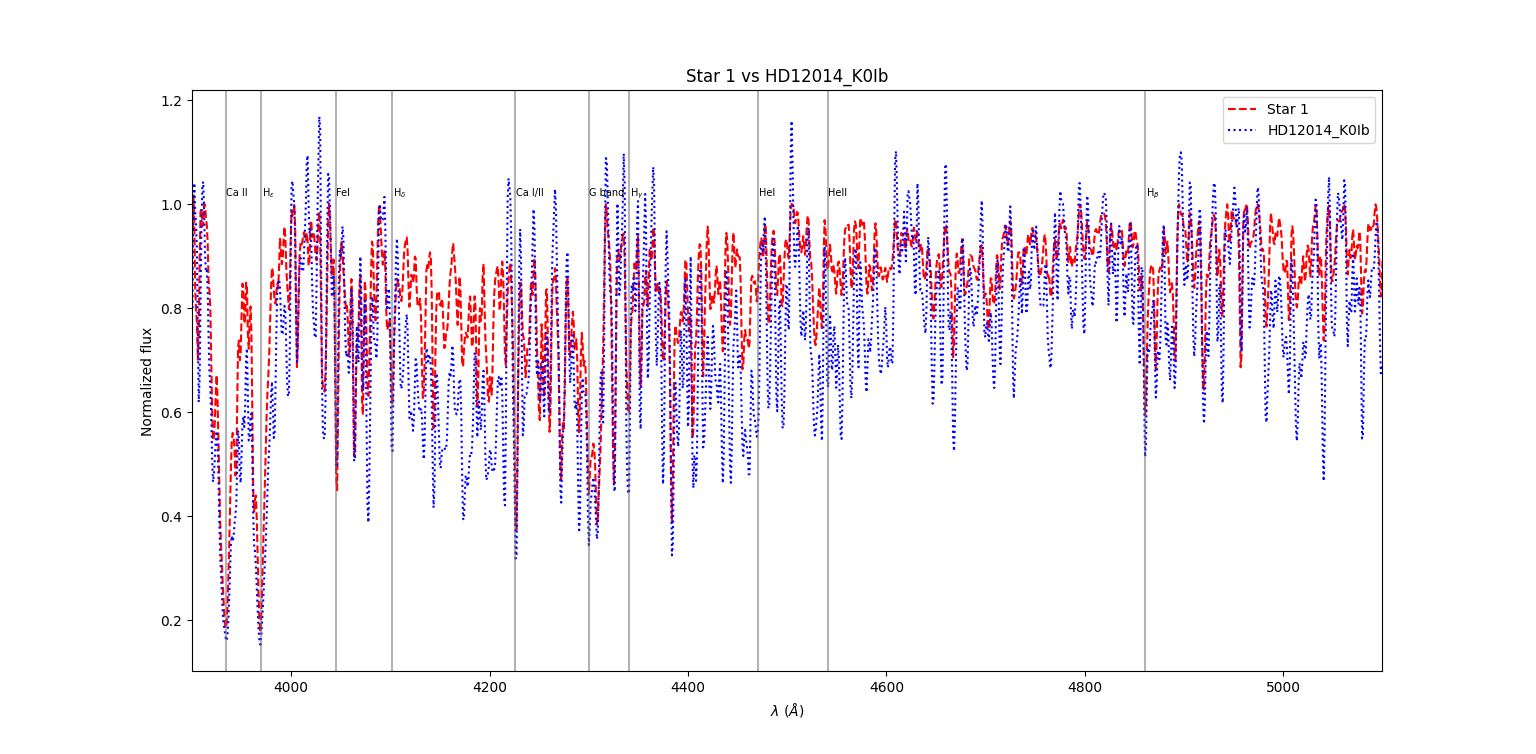 Star 1 vs HD12014_K0Ib
Normalized flux
1.2
1.0
0.8
0.6
0.4
0.2
Ca II
Hε
FeI
Hδ
Ca I/II
G band
Hγ
HeI
HeII
Hβ
Star 1
HD12014_K0Ib
4000
4200
4400
4600
4800
5000
λ (Å)